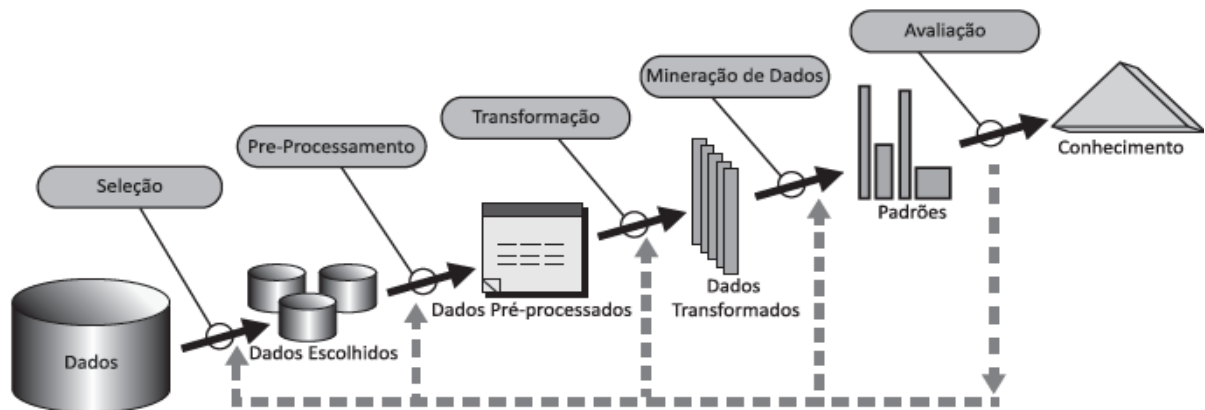 Avaliação
Mineração de Dados
Transformação
Pre-Processamento
Seleção
Dados
Dados Escolhidos
Dados Pré-processados
Dados
Transformados
Padrões
Conhecimento